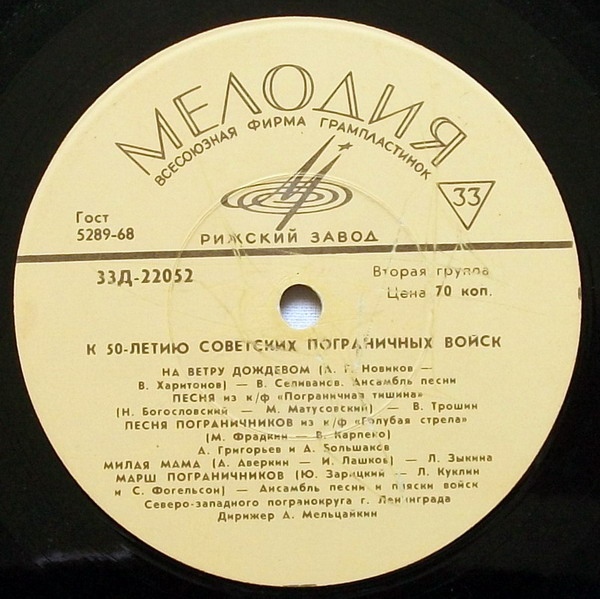 МЕЛОДИЯ
ВСЕСОЮЗНАЯ ФИРМА ГРАМПЛАСТИНОК
33
Гост
5289-68
РИЖСКИЙ ЗАВОД
33Д-22052
Вторая группа
Цена 70 коп.
К 50-ЛЕТИЮ СОВЕТСКИХ ПОГРАНИЧНЫХ ВОЙСК
НА ВЕТРУ ДОЖДЕВОМ (А. Г. Новиков —
В. Харитонов) — В. Селиванов. Ансамбль песни
ПЕСНЯ из к/ф «Пограничная тишина»
(Н. Богословский — М. Матусовский) — В. Трошин
ПЕСНЯ ПОГРАНИЧНИКОВ из к/ф «Голубая стрела»
(М. Фрадкин — В. Карпеко)
А. Григорьев и А. Большаков
МИЛАЯ МАМА (А. Аверкин — И. Лашков) — Л. Зыкина
МАРШ ПОГРАНИЧНИКОВ (Ю. Зарицкий — Л. Куклин
и С. Фогельсон) — Ансамбль песни и пляски войск
Северо-западного погранокруга г. Ленинграда
Дирижер А. Мельцайкин